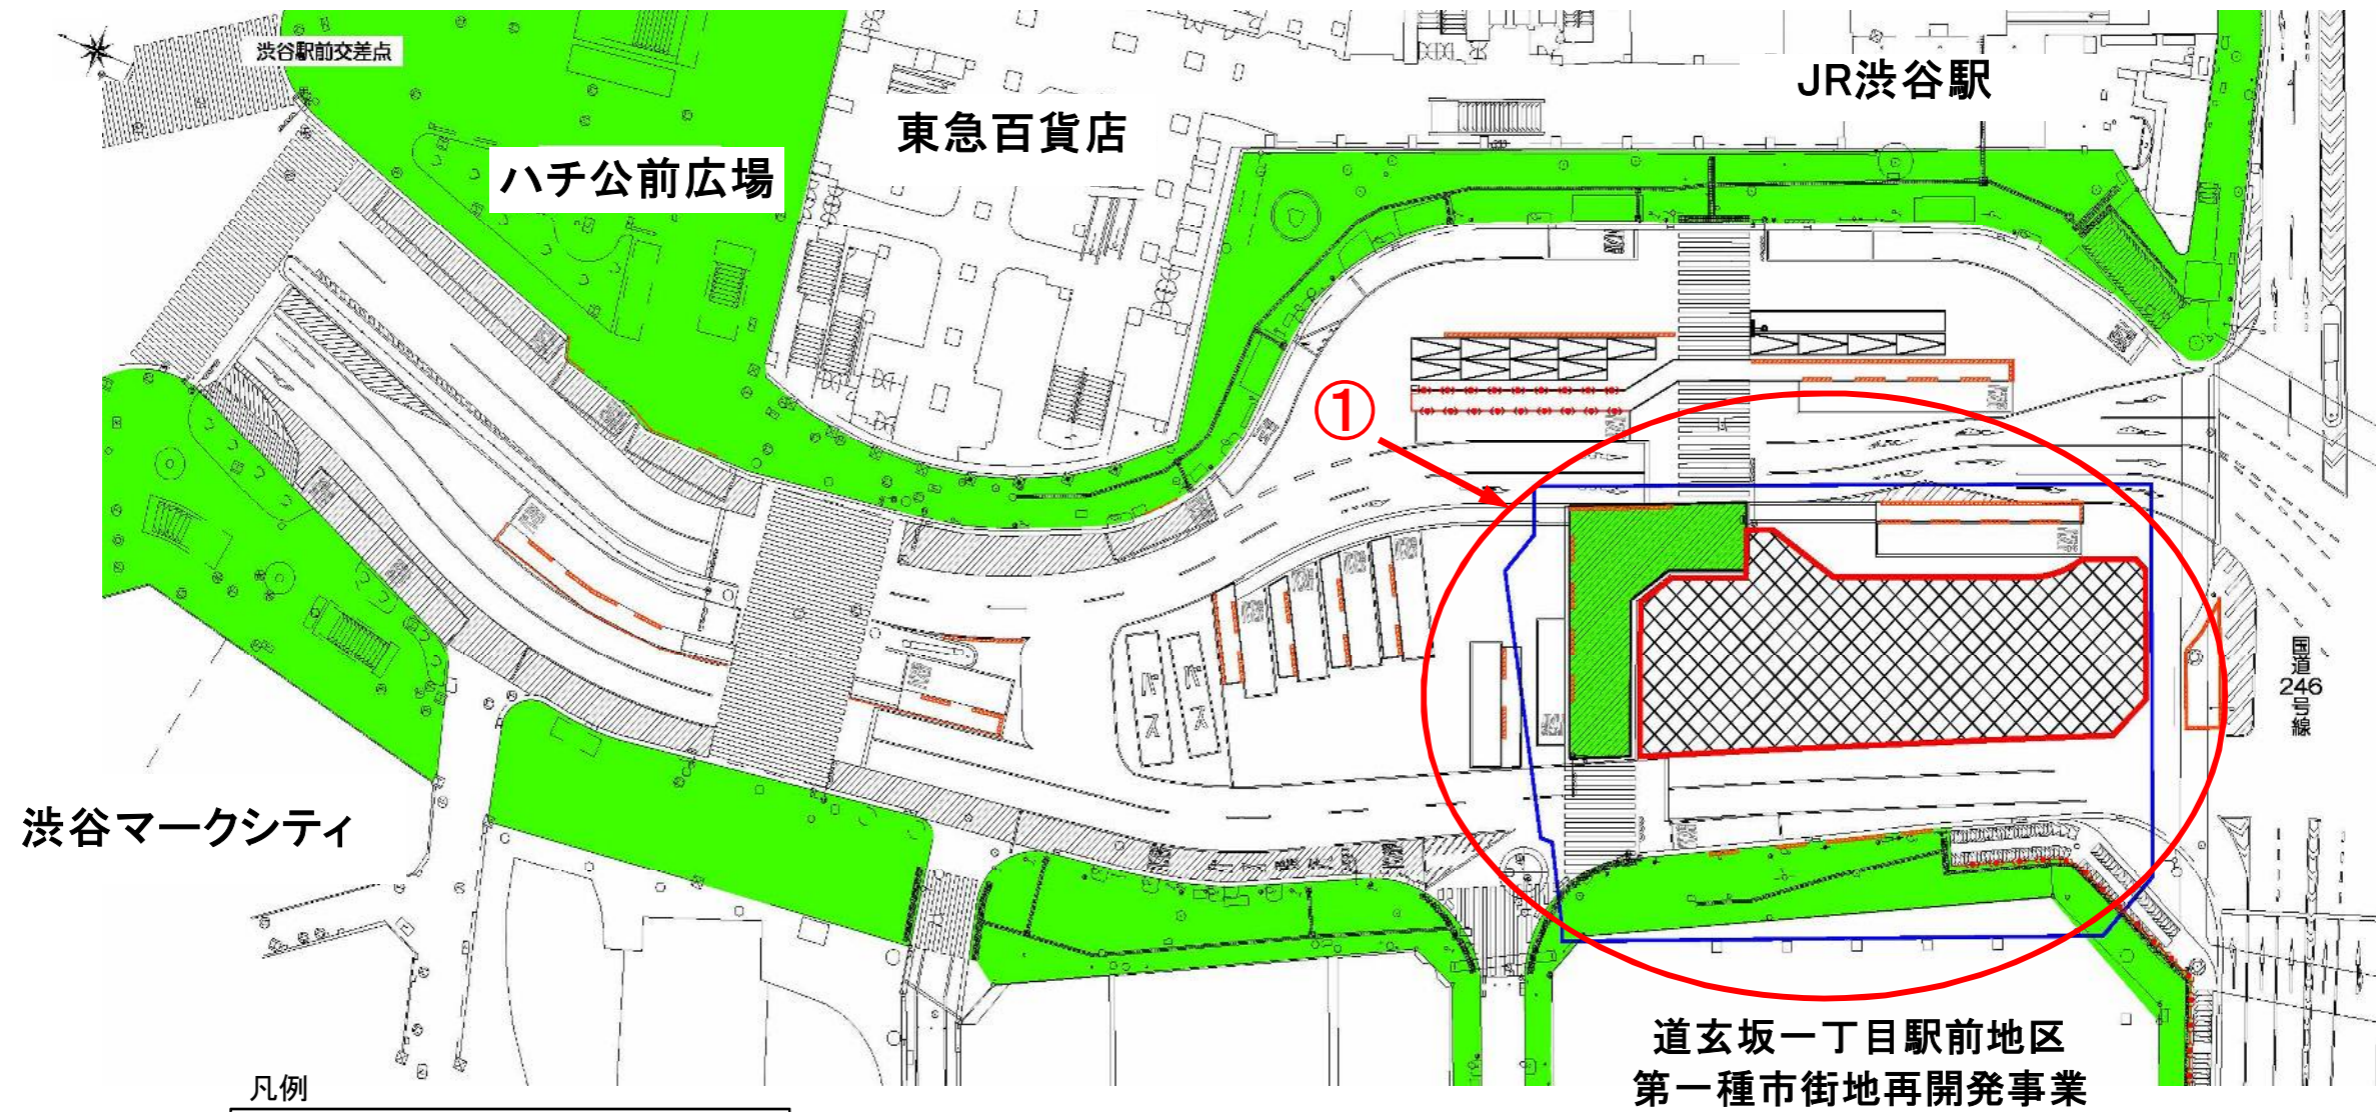 渋谷駅前交差点
JR渋谷駅
東急百貨店
ハチ公前広場
①
バス
バス
国道246号線
渋谷マークシティ
道玄坂一丁目駅前地区
第一種市街地再開発事業
凡例